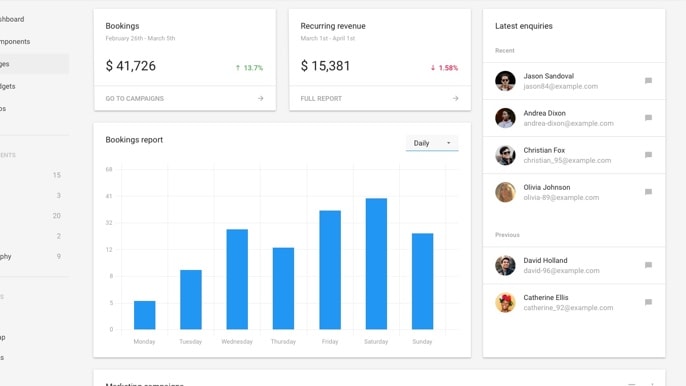 shboard
mponents
ges
dgets
os
ENTS
15
3
20
2
phy
9
s
ap
s
Bookings
February 26th - March 5th
$ 41,726
↑ 13.7%
GO TO CAMPAIGNS →
Recurring revenue
March 1st - April 1st
$ 15,381
↓ 1.58%
FULL REPORT →
Bookings report
Daily
68
41
32
12
8
5
0
Monday Tuesday Wednesday Thursday Friday Saturday Sunday
Latest enquiries
Recent
Jason Sandoval
jason84@example.com
Andrea Dixon
andrea-dixon@example.com
Christian Fox
christian_95@example.com
Olivia Johnson
olivia-89@example.com
Previous
David Holland
david-96@example.com
Catherine Ellis
catherine_92@example.com
Marketing campaigns